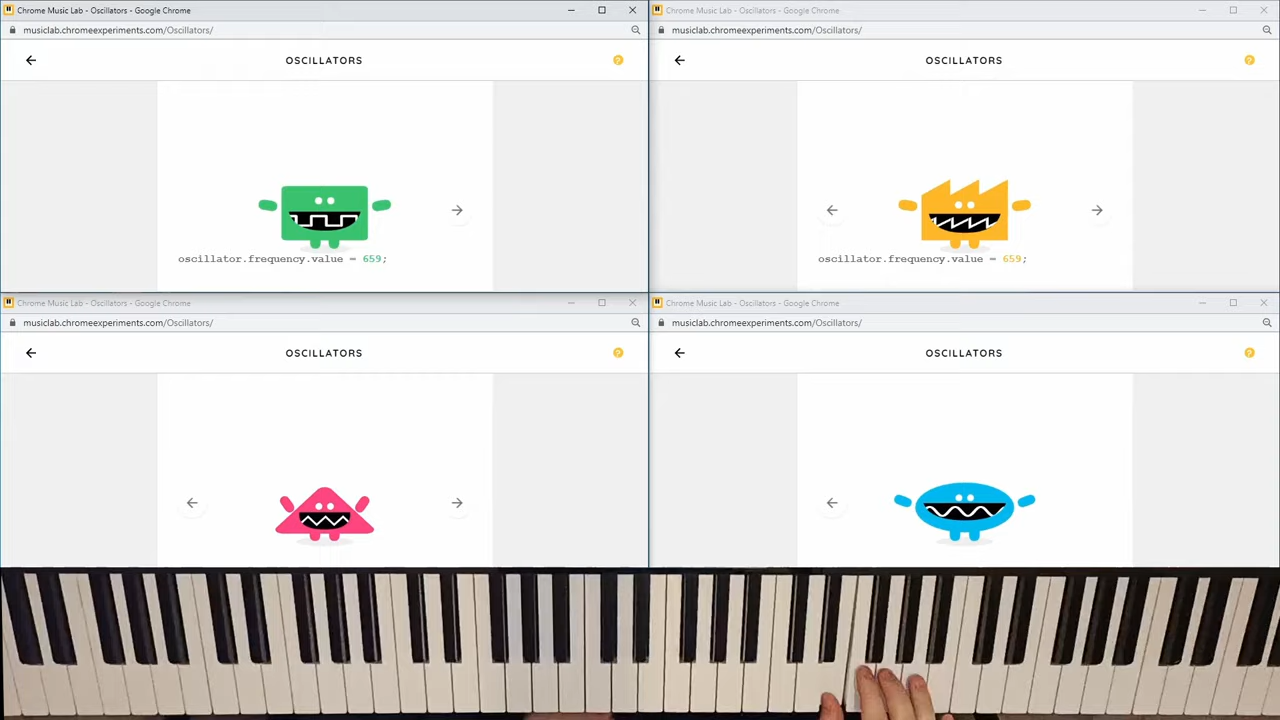 Chrome Music Lab - Oscillators - Google Chrome
musiclab.chromeexperiments.com/Oscillators/
OSCILLATORS
?
oscillator.frequency.value = 659;
Chrome Music Lab - Oscillators - Google Chrome
musiclab.chromeexperiments.com/Oscillators/
OSCILLATORS
?
oscillator.frequency.value = 659;
Chrome Music Lab - Oscillators - Google Chrome
musiclab.chromeexperiments.com/Oscillators/
OSCILLATORS
?
Chrome Music Lab - Oscillators - Google Chrome
musiclab.chromeexperiments.com/Oscillators/
OSCILLATORS
?